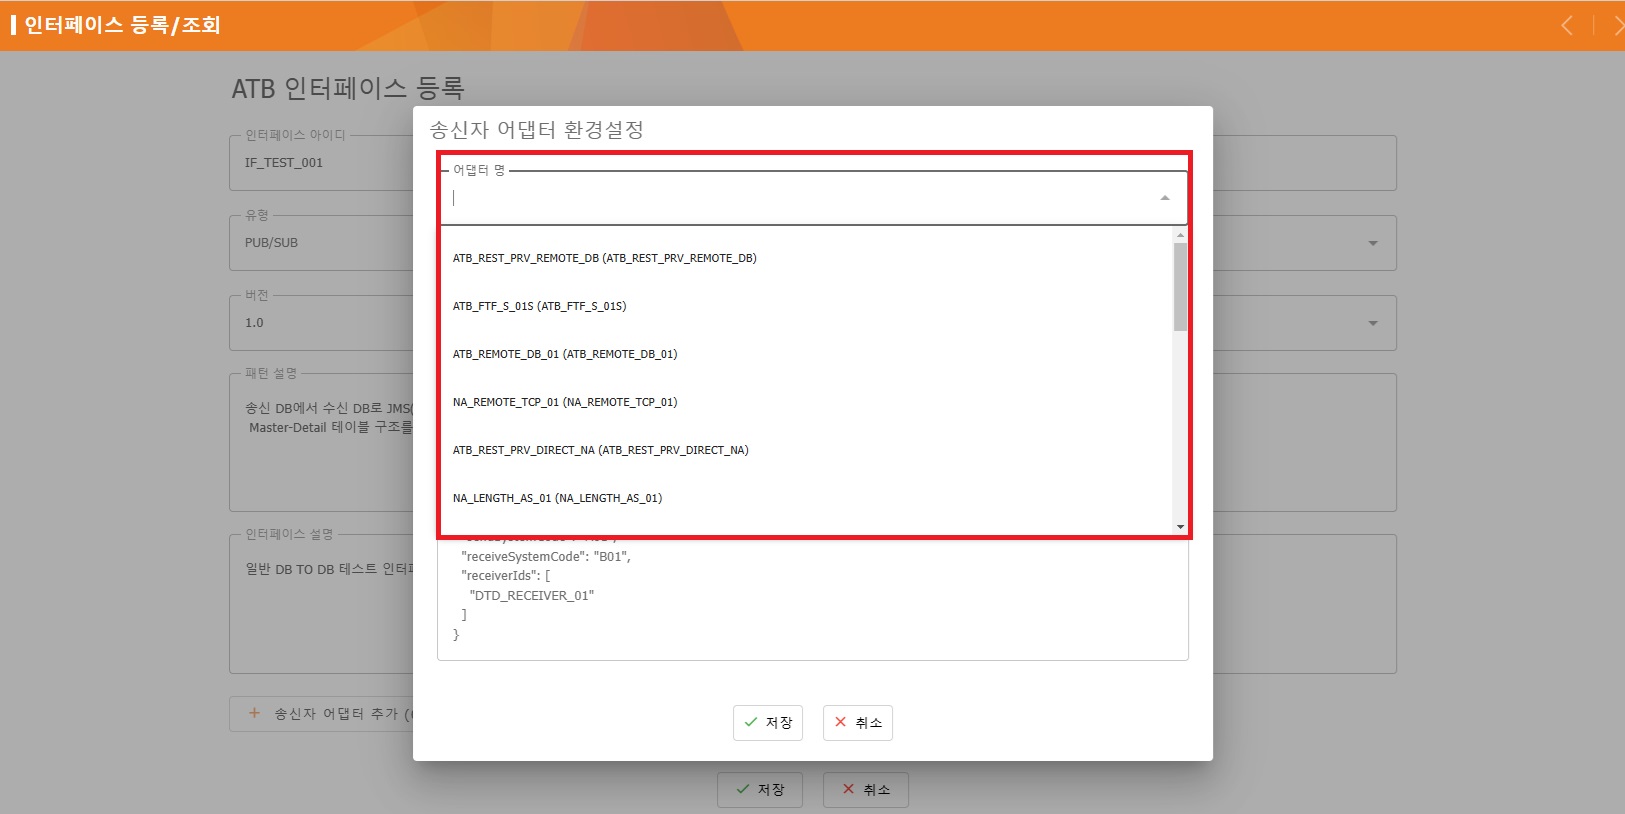 인터페이스 등록/조회
ATB 인터페이스 등록
인터페이스 아이디
IF_TEST_001
유형
PUB/SUB
버전
1.0
패턴 설명
송신 DB에서 수신 DB로 JMS(
Master-Detail 테이블 구조를
인터페이스 설명
일반 DB TO DB 테스트 인터페
+ 송신자 어댑터 추가 (
송신자 어댑터 환경설정
어댑터 명
ATB_REST_PRV_REMOTE_DB (ATB_REST_PRV_REMOTE_DB)
ATB_FTF_S_01S (ATB_FTF_S_01S)
ATB_REMOTE_DB_01 (ATB_REMOTE_DB_01)
NA_REMOTE_TCP_01 (NA_REMOTE_TCP_01)
ATB_REST_PRV_DIRECT_NA (ATB_REST_PRV_DIRECT_NA)
NA_LENGTH_AS_01 (NA_LENGTH_AS_01)
"receiveSystemCode": "B01",
"receiverIds": [
"DTD_RECEIVER_01"
]
}
저장
취소
저장
취소